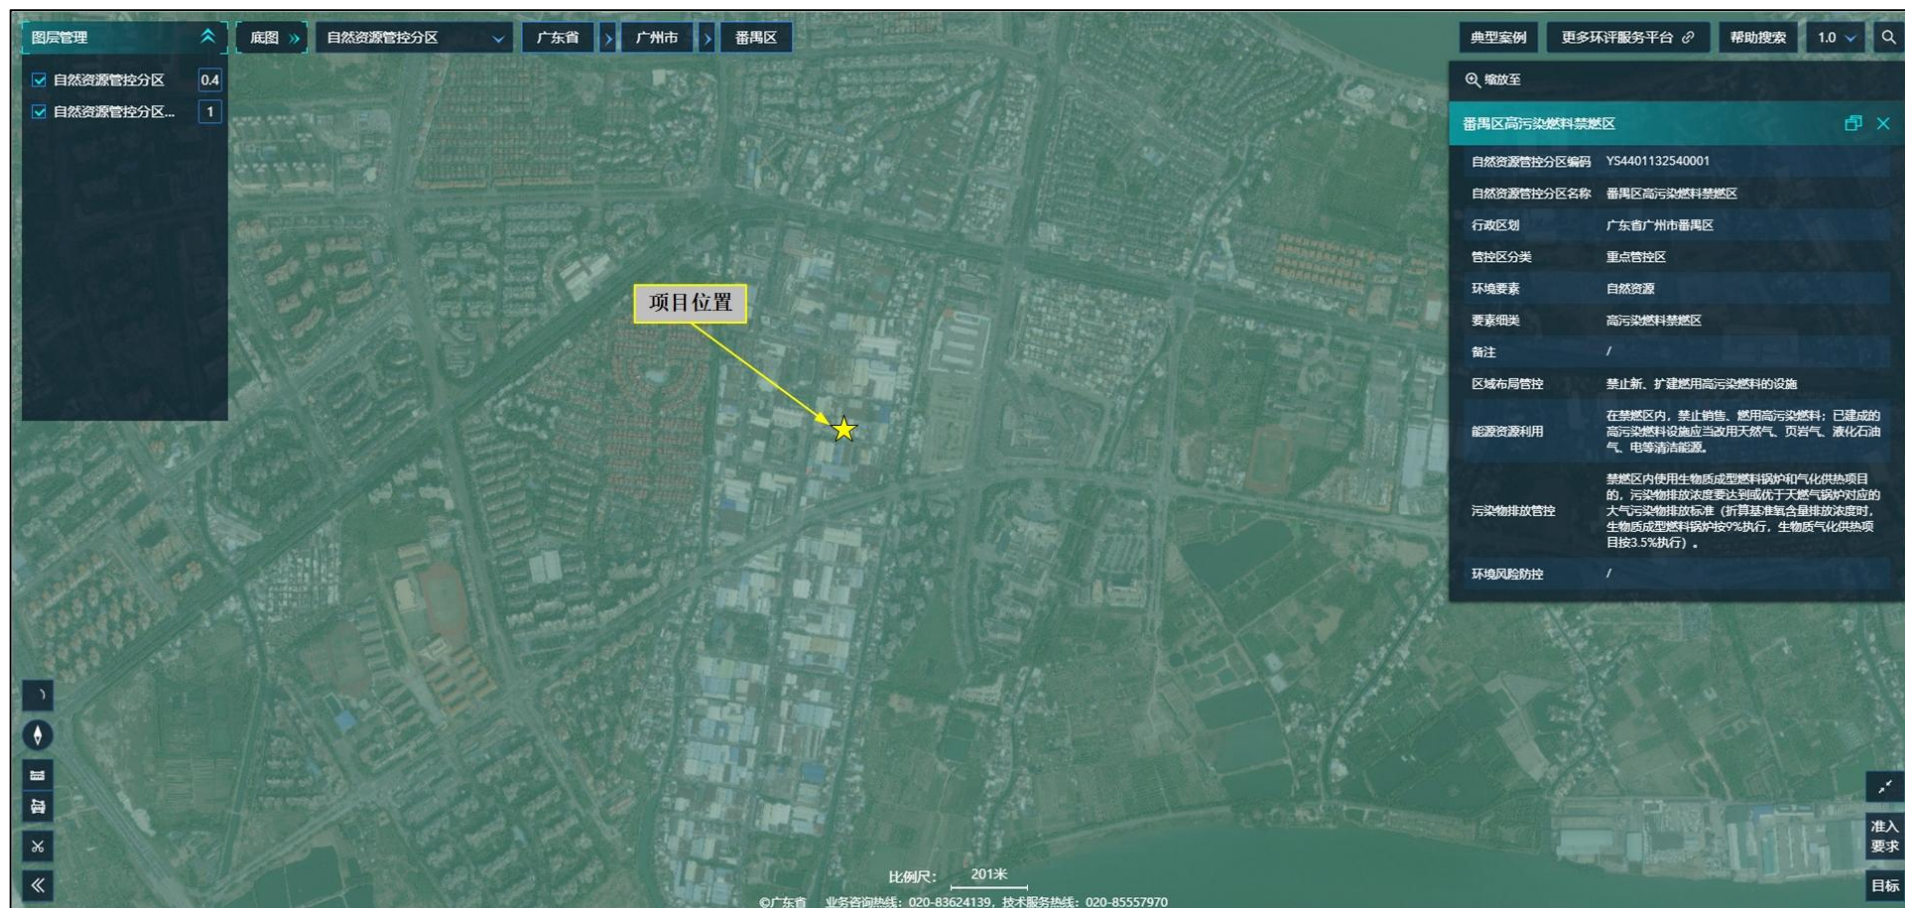 图层管理
底图
自然资源管控分区
广东省
广州市
番禺区
典型案例
更多环评服务平台
帮助搜索
1.0
自然资源管控分区 0.4
自然资源管控分区... 1
缩放至
番禺区高污染燃料禁燃区
自然资源管控分区编码 YS4401132540001
自然资源管控分区名称 番禺区高污染燃料禁燃区
行政区划 广东省广州市番禺区
管控区分类 重点管控区
环境要素 自然资源
要素细类 高污染燃料禁燃区
备注 /
区域布局管控 禁止新、扩建燃用高污染燃料的设施
能源资源利用
在禁燃区内，禁止销售、燃用高污染燃料；已建成的
高污染燃料设施应当改用天然气、页岩气、液化石油
气、电等清洁能源。
污染物排放管控
禁燃区内使用生物质成型燃料锅炉和气化供热项目
的，污染物排放浓度要达到或优于天然气锅炉对应的
大气污染物排放标准（折算基准氧含量排放浓度时，
生物质成型燃料锅炉按9%执行，生物质气化供热项
目按3.5%执行）。
环境风险防控 /
项目位置
准入
要求
目标
比例尺： 201米
©广东省 业务咨询热线：020-83624139，技术服务热线：020-85557970